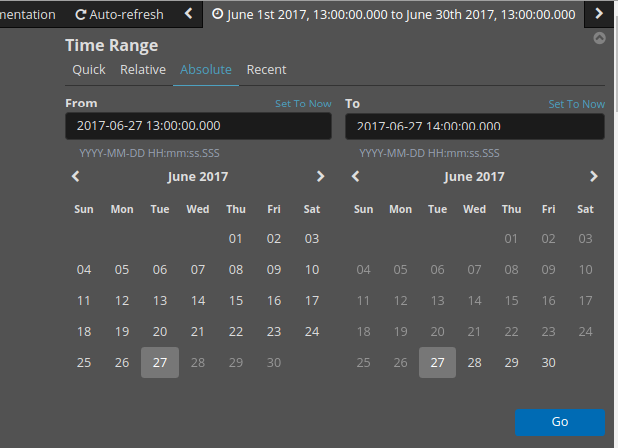 mentation Auto-refresh June 1st 2017, 13:00:00.000 to June 30th 2017, 13:00:00.000
Time Range
Quick Relative Absolute Recent
From Set To Now To Set To Now
2017-06-27 13:00:00.000 2017-06-27 14:00:00.000
YYYY-MM-DD HH:mm:ss.SSS YYYY-MM-DD HH:mm:ss.SSS
June 2017 June 2017
Sun Mon Tue Wed Thu Fri Sat Sun Mon Tue Wed Thu Fri Sat
01 02 03 01 02 03
04 05 06 07 08 09 10 04 05 06 07 08 09 10
11 12 13 14 15 16 17 11 12 13 14 15 16 17
18 19 20 21 22 23 24 18 19 20 21 22 23 24
25 26 27 28 29 30 25 26 27 28 29 30
Go